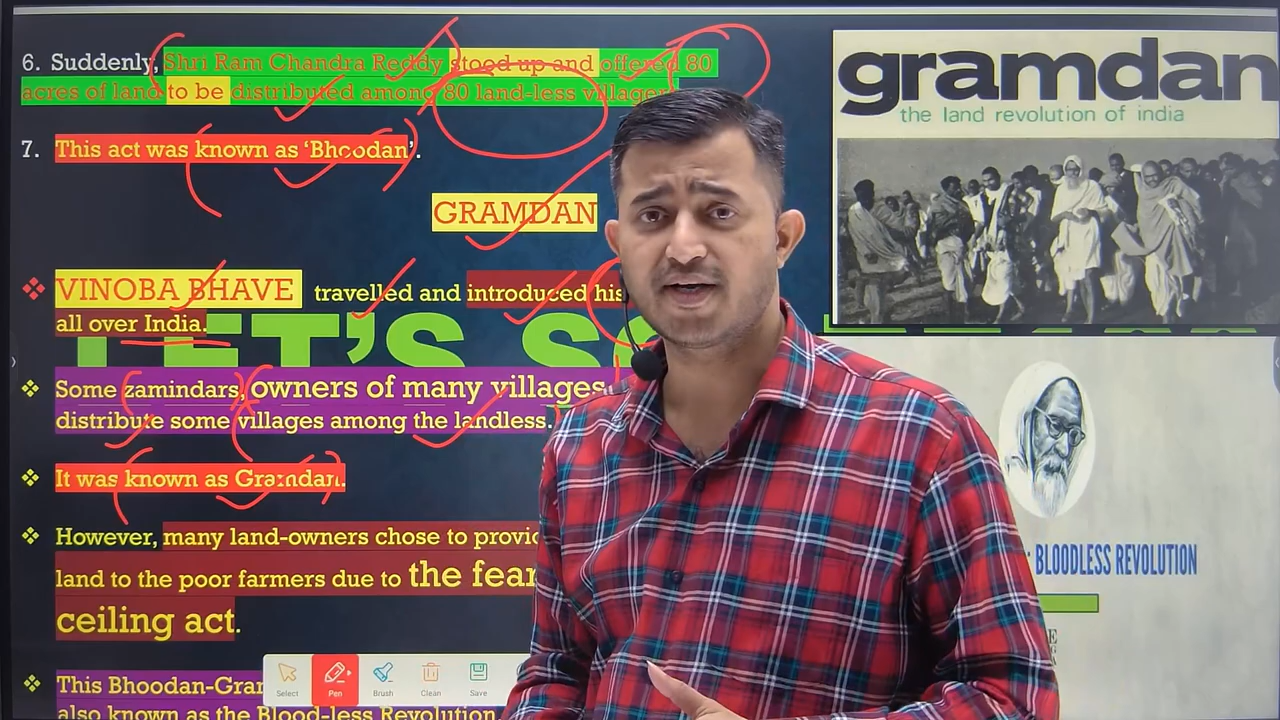 6. Suddenly, Shri Ram Chandra Reddy stood up and offered 80
acres of land to be distributed among 80 land-less villager
7. This act was known as ‘Bhoodan’.
GRAMDAN
❖ VINOBA BHAVE travelled and introduced his
all over India.
❖ Some zamindars, owners of many villages
distribute some villages among the landless.
❖ It was known as Gramdan.
❖ However, many land-owners chose to
land to the poor farmers due to the fear
ceiling act.
❖ This
also known as the Blood-less Revolution
Select
Pen
Brush
Clean
Save
gramdan
the land revolution of india
BLOODLESS REVOLUTION